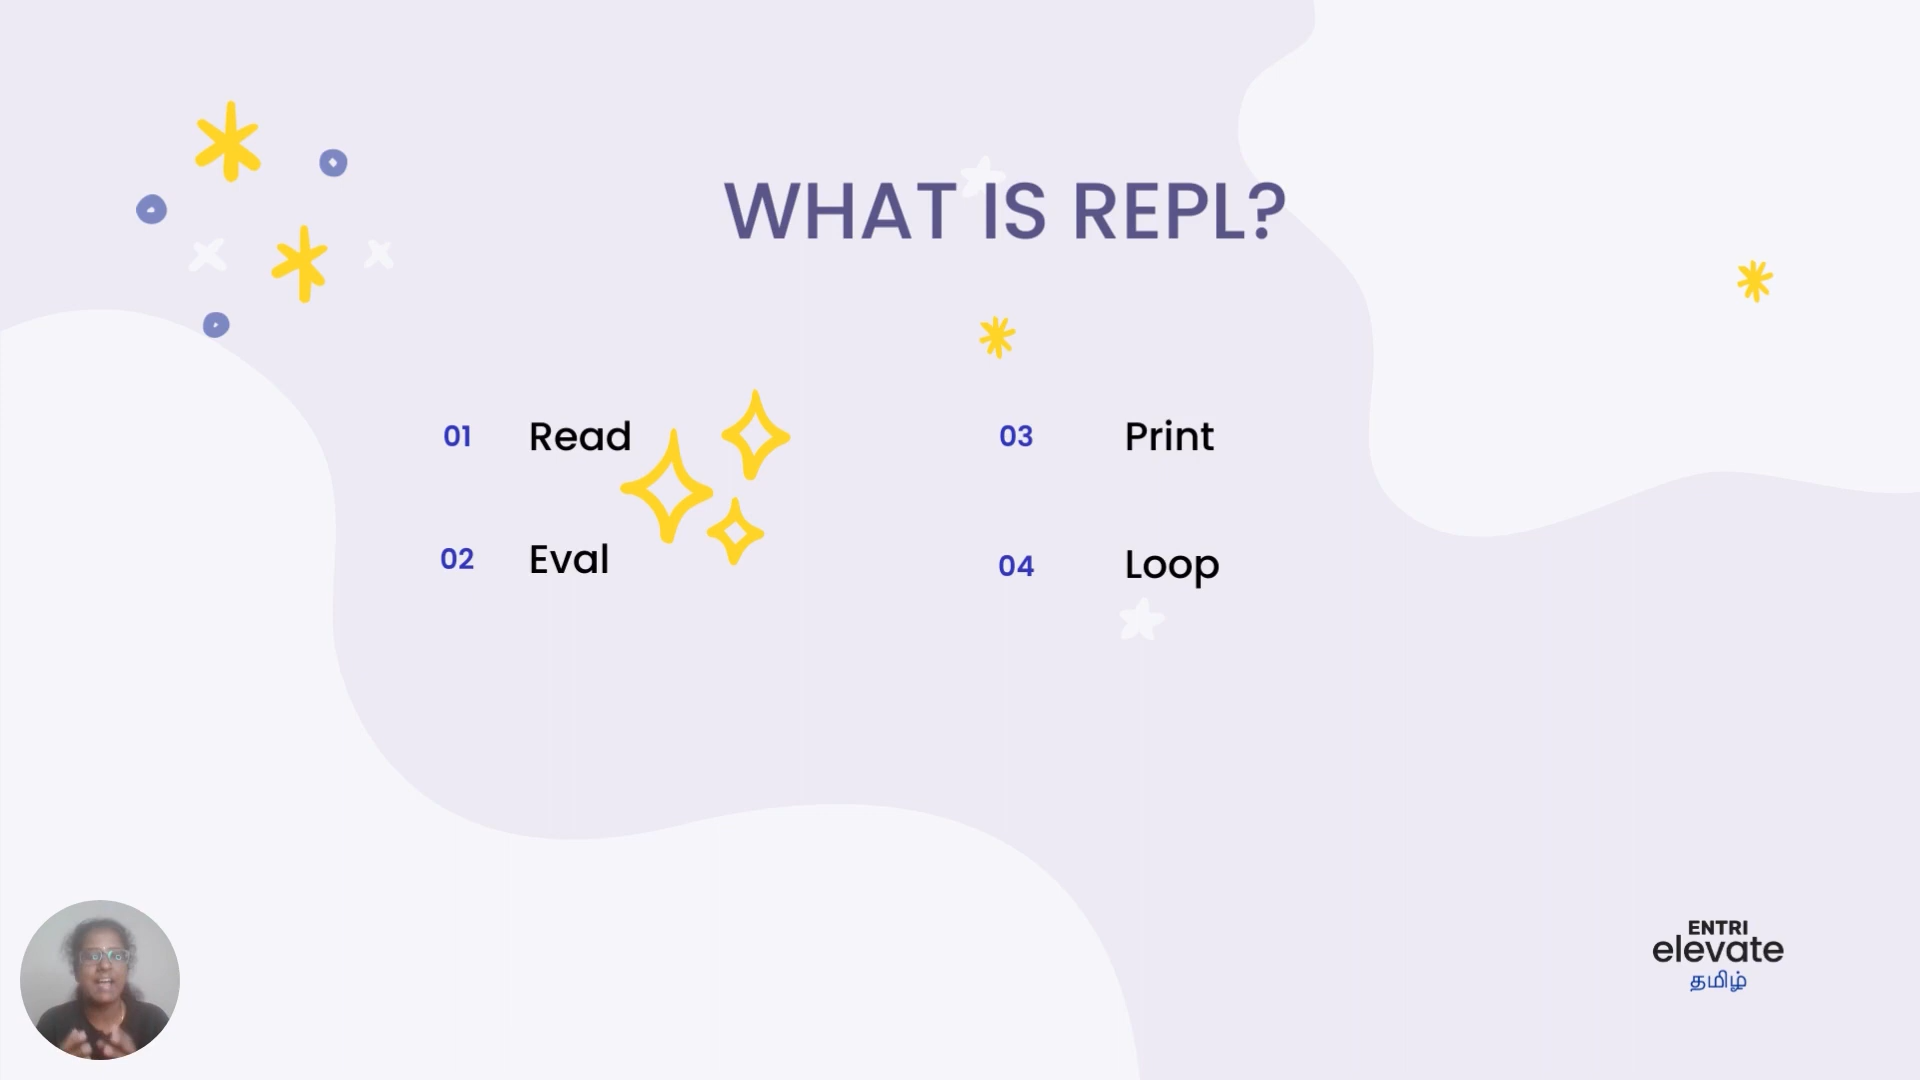 WHAT IS REPL?
01 Read
02 Eval
03 Print
04 Loop
ENTRI
elevate
தமிழ்